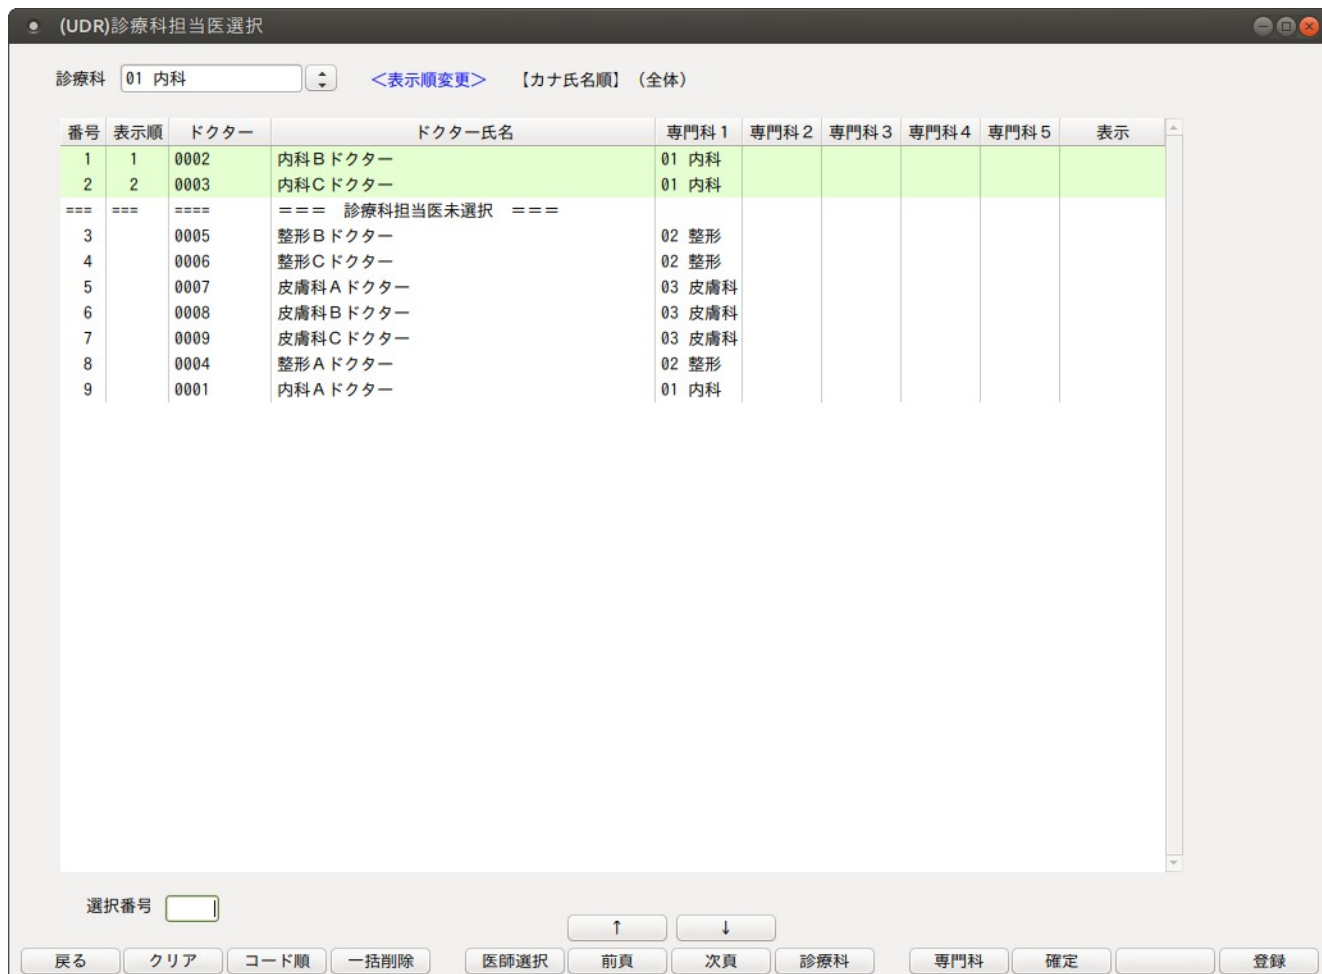 (UDR)診療科担当医選択
診療科 01 内科 <表示順変更> 【カナ氏名順】(全体)
番号 表示順 ドクター ドクター氏名 専門科1 専門科2 専門科3 専門科4 専門科5 表示
1 1 0002 内科Bドクター 01 内科
2 2 0003 内科Cドクター 01 内科
=== === ==== === 診療科担当医未選択 ===
3 0005 整形Bドクター 02 整形
4 0006 整形Cドクター 02 整形
5 0007 皮膚科Aドクター 03 皮膚科
6 0008 皮膚科Bドクター 03 皮膚科
7 0009 皮膚科Cドクター 03 皮膚科
8 0004 整形Aドクター 02 整形
9 0001 内科Aドクター 01 内科
選択番号
↑ ↓
戻る クリア コード順 一括削除 医師選択 前頁 次頁 診療科 専門科 確定 登録